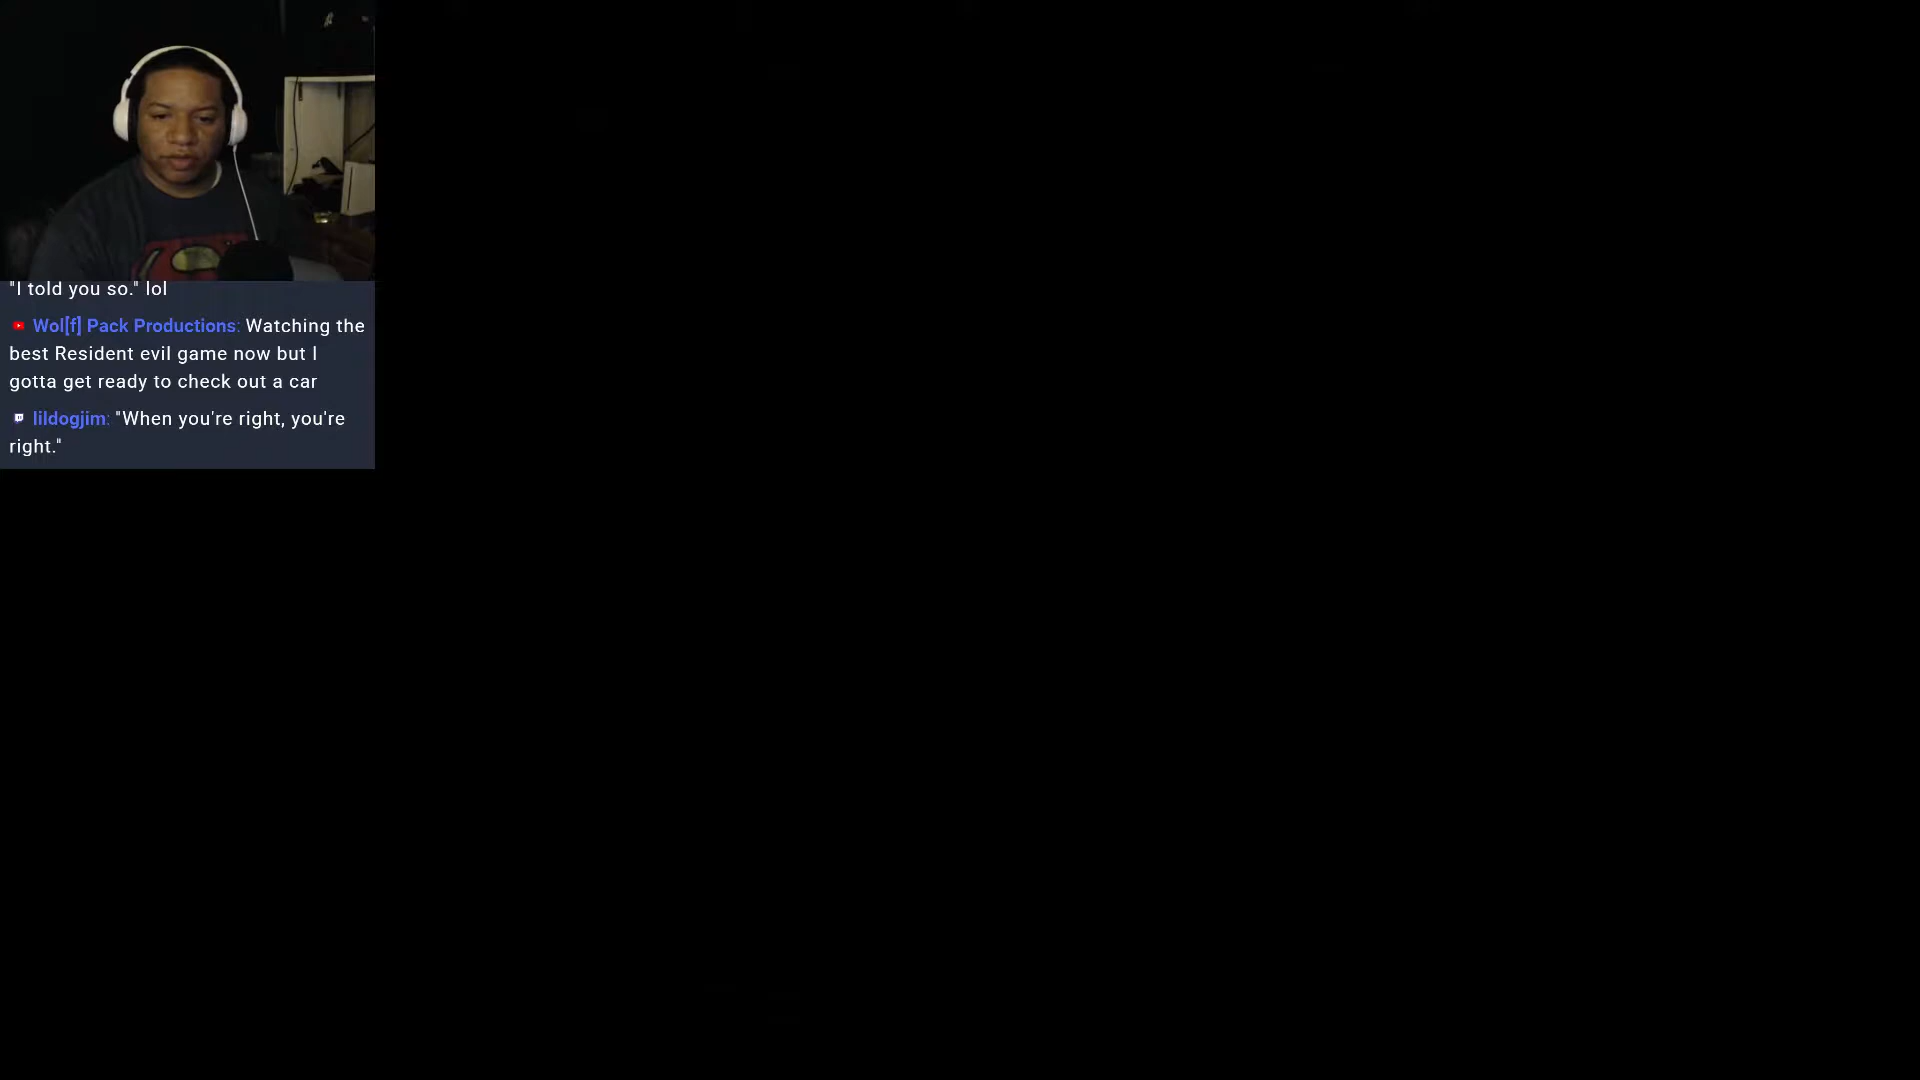 "I told you so." lol
Wol[f] Pack Productions: Watching the
best Resident evil game now but I
gotta get ready to check out a car
lildogjim: "When you're right, you're
right."